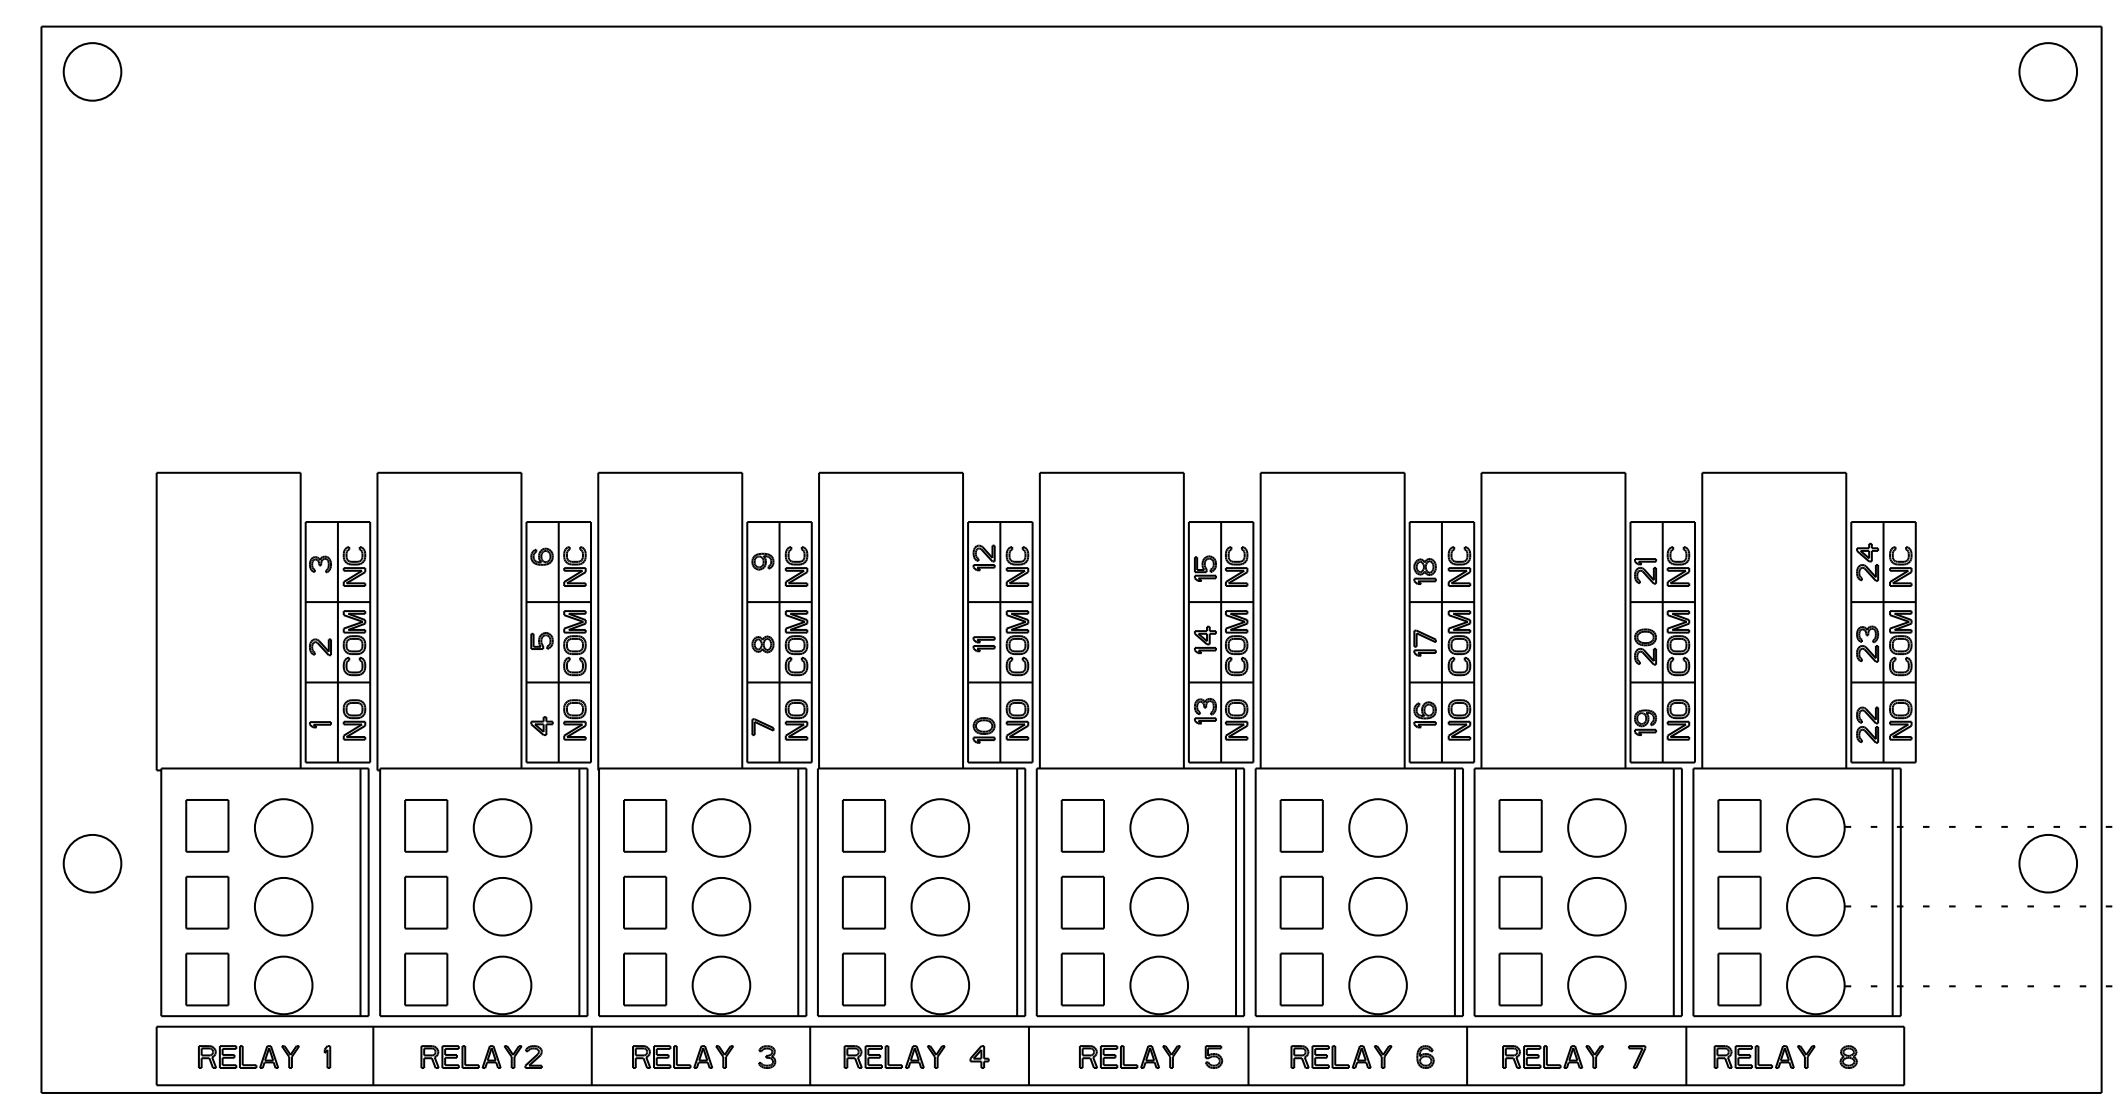 3 NC
2 COM
1 NO
6 NC
5 COM
4 NO
9 NC
8 COM
7 NO
12 NC
11 COM
10 NO
15 NC
14 COM
13 NO
18 NC
17 COM
16 NO
21 NC
20 COM
19 NO
24 NC
23 COM
22 NO
RELAY 1
RELAY2
RELAY 3
RELAY 4
RELAY 5
RELAY 6
RELAY 7
RELAY 8